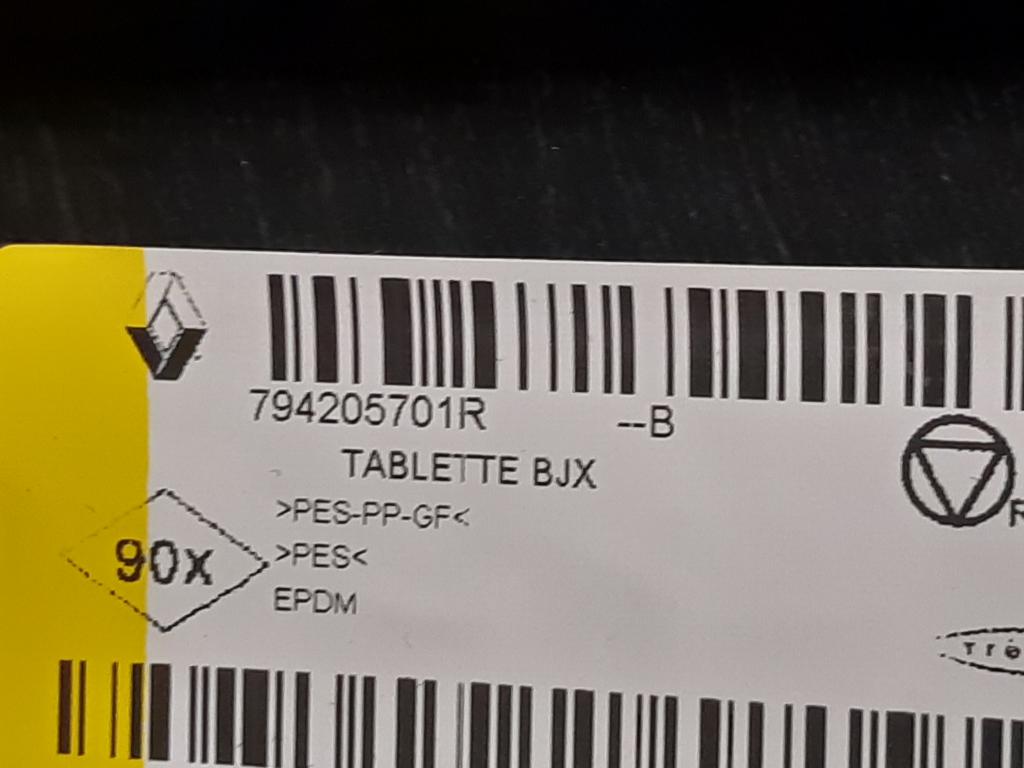 794205701R --B
TABLETTE BJX
>PES-PP-GF<
90X >PES<
EPDM